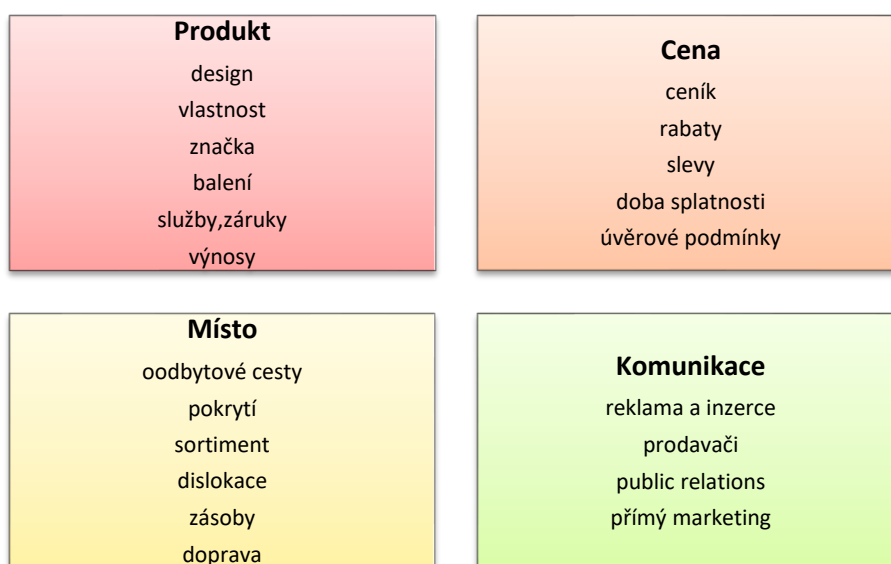 Produkt
design
vlastnost
značka
balení
služby,záruky
výnosy
Cena
ceník
rabaty
slevy
doba splatnosti
úvěrové podmínky
Místo
oodbytové cesty
pokrytí
sortiment
dislokace
zásoby
doprava
Komunikace
reklama a inzerce
prodavači
public relations
přímý marketing